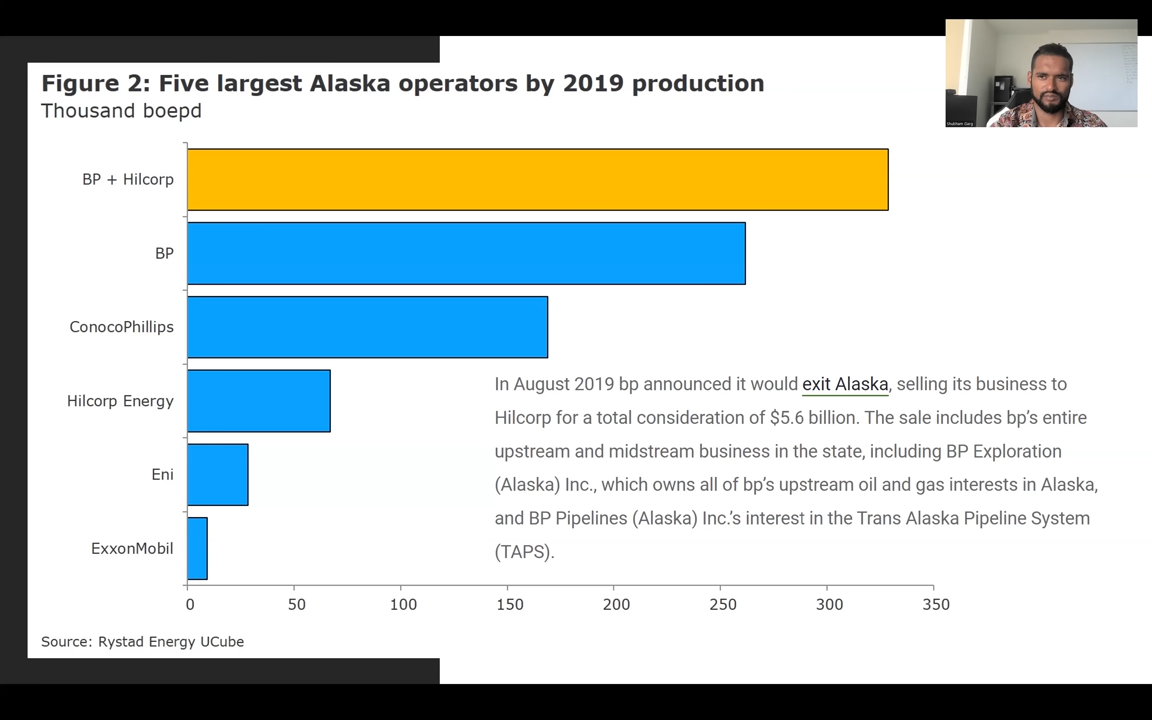 Figure 2: Five largest Alaska operators by 2019 production
Thousand boepd
BP + Hilcorp
BP
ConocoPhillips
Hilcorp Energy
Eni
ExxonMobil
In August 2019 bp announced it would exit Alaska, selling its business to
Hilcorp for a total consideration of $5.6 billion. The sale includes bp’s entire
upstream and midstream business in the state, including BP Exploration
(Alaska) Inc., which owns all of bp’s upstream oil and gas interests in Alaska,
and BP Pipelines (Alaska) Inc.’s interest in the Trans Alaska Pipeline System
(TAPS).
0 50 100 150 200 250 300 350
Source: Rystad Energy UCube
Shubham Garg